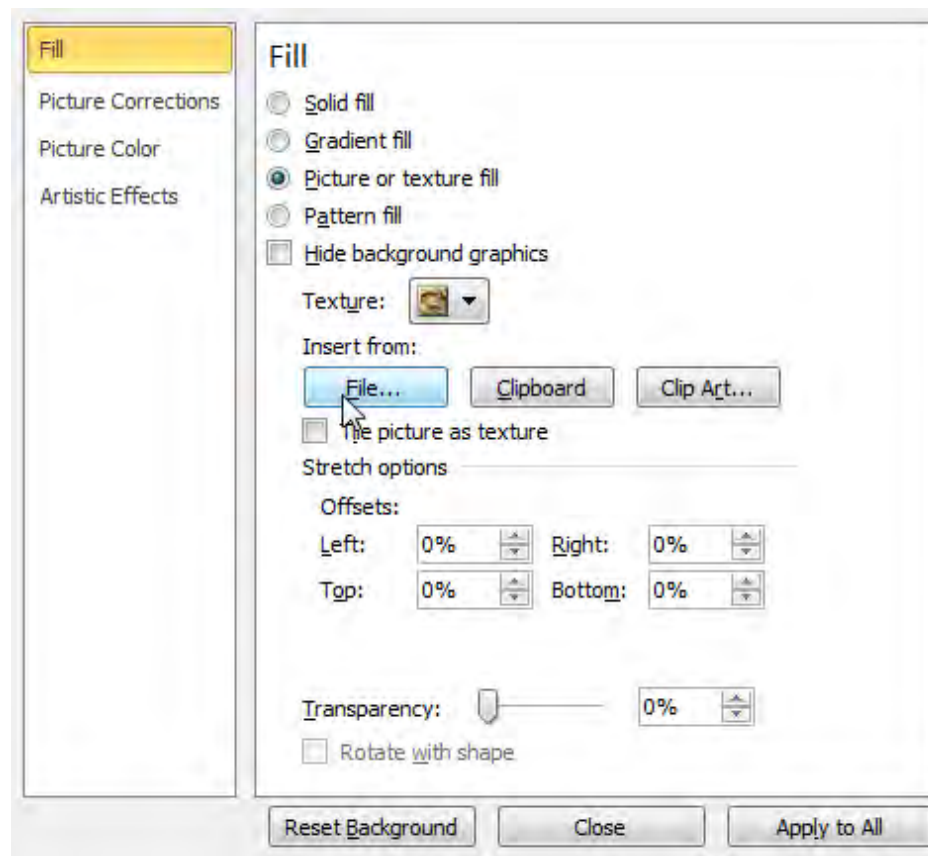 Fill
Picture Corrections
Picture Color
Artistic Effects
Fill
Solid fill
Gradient fill
Picture or texture fill
Pattern fill
Hide background graphics
Texture:
Insert from:
File... Clipboard Clip Art...
Tile picture as texture
Stretch options
Offsets:
Left: 0% Right: 0%
Top: 0% Bottom: 0%
Transparency: 0%
Rotate with shape
Reset Background Close Apply to All